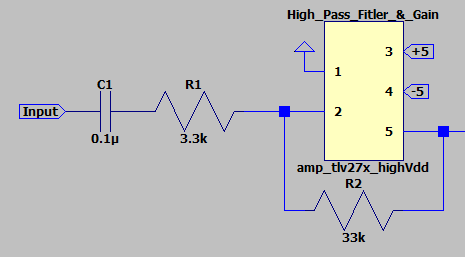 High_Pass_Fitler_&_Gain
3
+5
1
4
-5
C1
R1
Input
2
5
0.1µ
3.3k
amp_tlv27x_highVdd
R2
33k